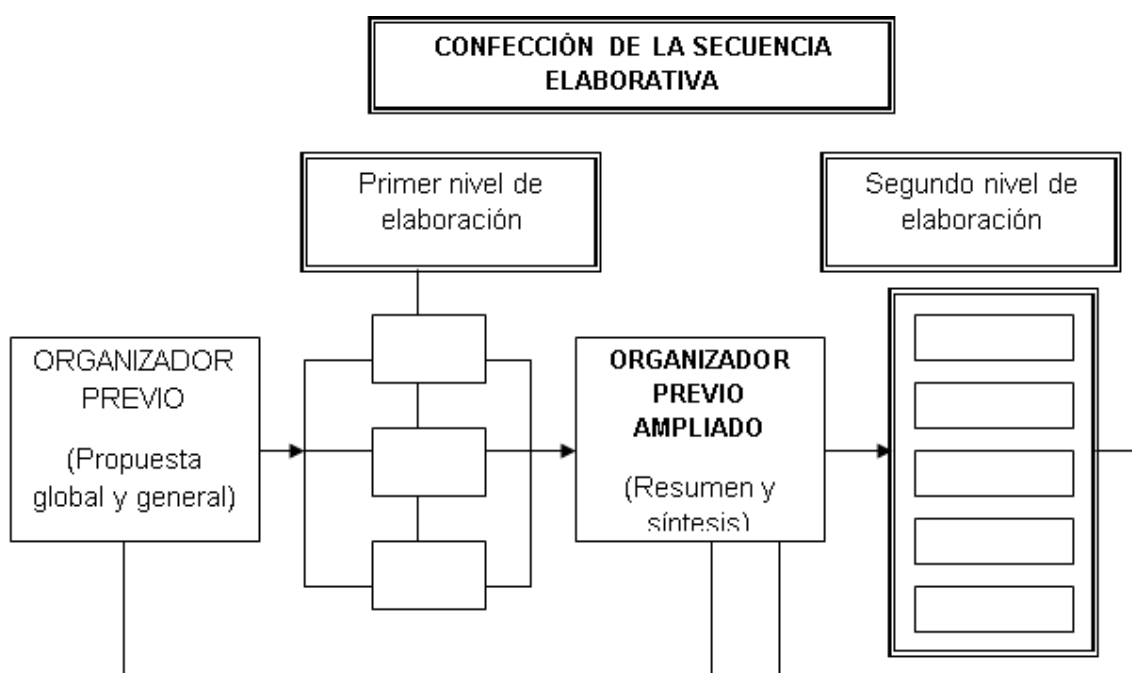 CONFECCIÓN DE LA SECUENCIA
ELABORATIVA
Primer nivel de
elaboración
Segundo nivel de
elaboración
ORGANIZADOR
PREVIO
(Propuesta
global y general)
ORGANIZADOR
PREVIO
AMPLIADO
(Resumen y
síntesis)